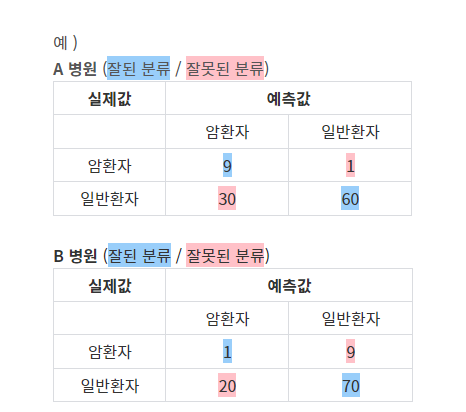 예 )
A 병원 (잘된 분류 / 잘못된 분류)
실제값 예측값
암환자 일반환자
암환자 9 1
일반환자 30 60
B 병원 (잘된 분류 / 잘못된 분류)
실제값 예측값
암환자 일반환자
암환자 1 9
일반환자 20 70